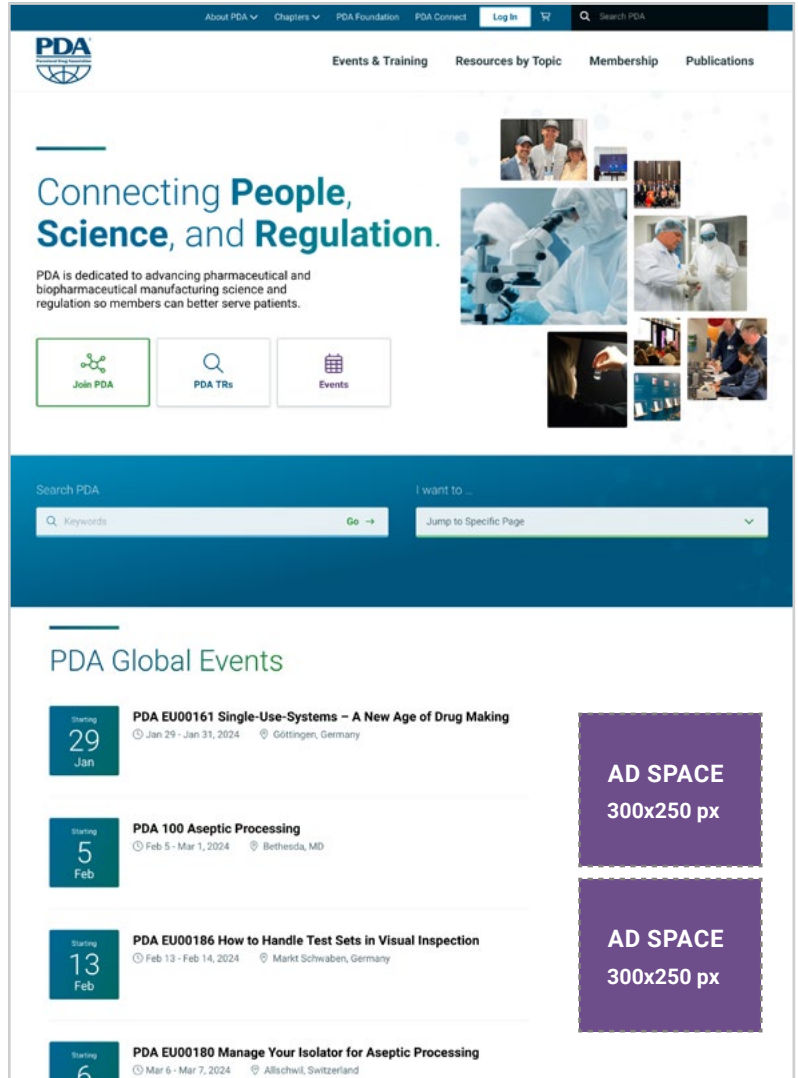 About PDA Chapters PDA Foundation PDA Connect Log In Search PDA
PDA
Parenteral Drug Association
Events & Training Resources by Topic Membership Publications
Connecting People,
Science, and Regulation.
PDA is dedicated to advancing pharmaceutical and
biopharmaceutical manufacturing science and
regulation so members can better serve patients.
Join PDA PDA TRs Events
Search PDA I want to ...
Keywords Go → Jump to Specific Page
PDA Global Events
Starting
29
Jan
PDA EU00161 Single-Use-Systems – A New Age of Drug Making
Jan 29 - Jan 31, 2024 Göttingen, Germany
AD SPACE
300x250 px
Starting
5
Feb
PDA 100 Aseptic Processing
Feb 5 - Mar 1, 2024 Bethesda, MD
AD SPACE
300x250 px
Starting
13
Feb
PDA EU00186 How to Handle Test Sets in Visual Inspection
Feb 13 - Feb 14, 2024 Markt Schwaben, Germany
Starting
6
PDA EU00180 Manage Your Isolator for Aseptic Processing
Mar 6 - Mar 7, 2024 Allschwil, Switzerland